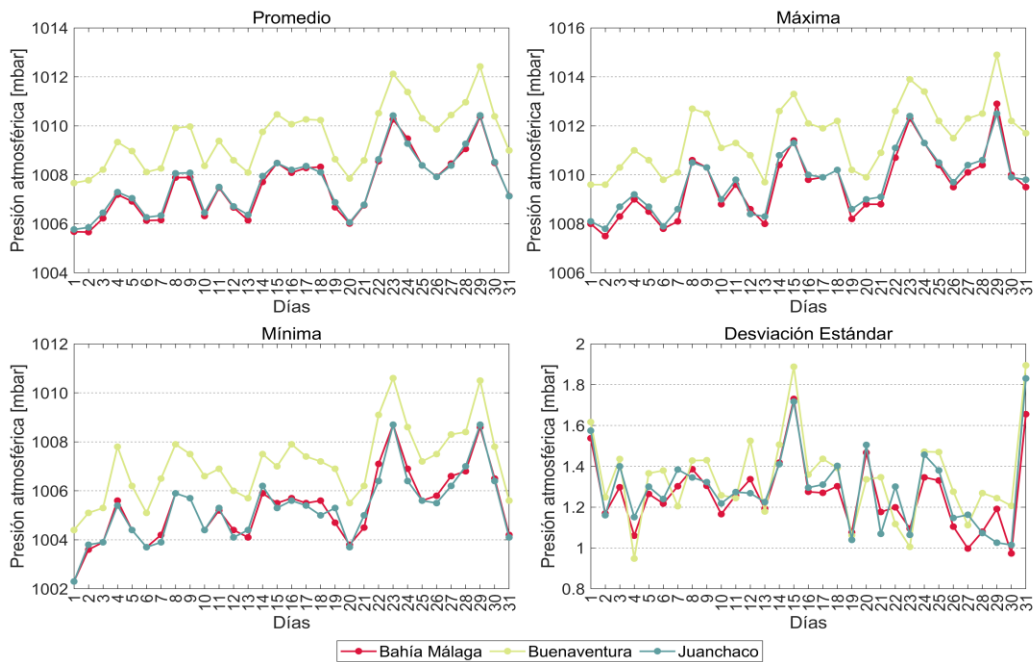 Promedio
Presión atmosférica [mbar]
1014
1012
1010
1008
1006
1004
1 2 3 4 5 6 7 8 9 10 11 12 13 14 15 16 17 18 19 20 21 22 23 24 25 26 27 28 29 30 31
Días
Máxima
Presión atmosférica [mbar]
1016
1014
1012
1010
1008
1006
1 2 3 4 5 6 7 8 9 10 11 12 13 14 15 16 17 18 19 20 21 22 23 24 25 26 27 28 29 30 31
Días
Mínima
Presión atmosférica [mbar]
1012
1010
1008
1006
1004
1002
1 2 3 4 5 6 7 8 9 10 11 12 13 14 15 16 17 18 19 20 21 22 23 24 25 26 27 28 29 30 31
Días
Desviación Estándar
Presión atmosférica [mbar]
2
1.8
1.6
1.4
1.2
1
0.8
1 2 3 4 5 6 7 8 9 10 11 12 13 14 15 16 17 18 19 20 21 22 23 24 25 26 27 28 29 30 31
Días
Bahía Málaga Buenaventura Juanchaco